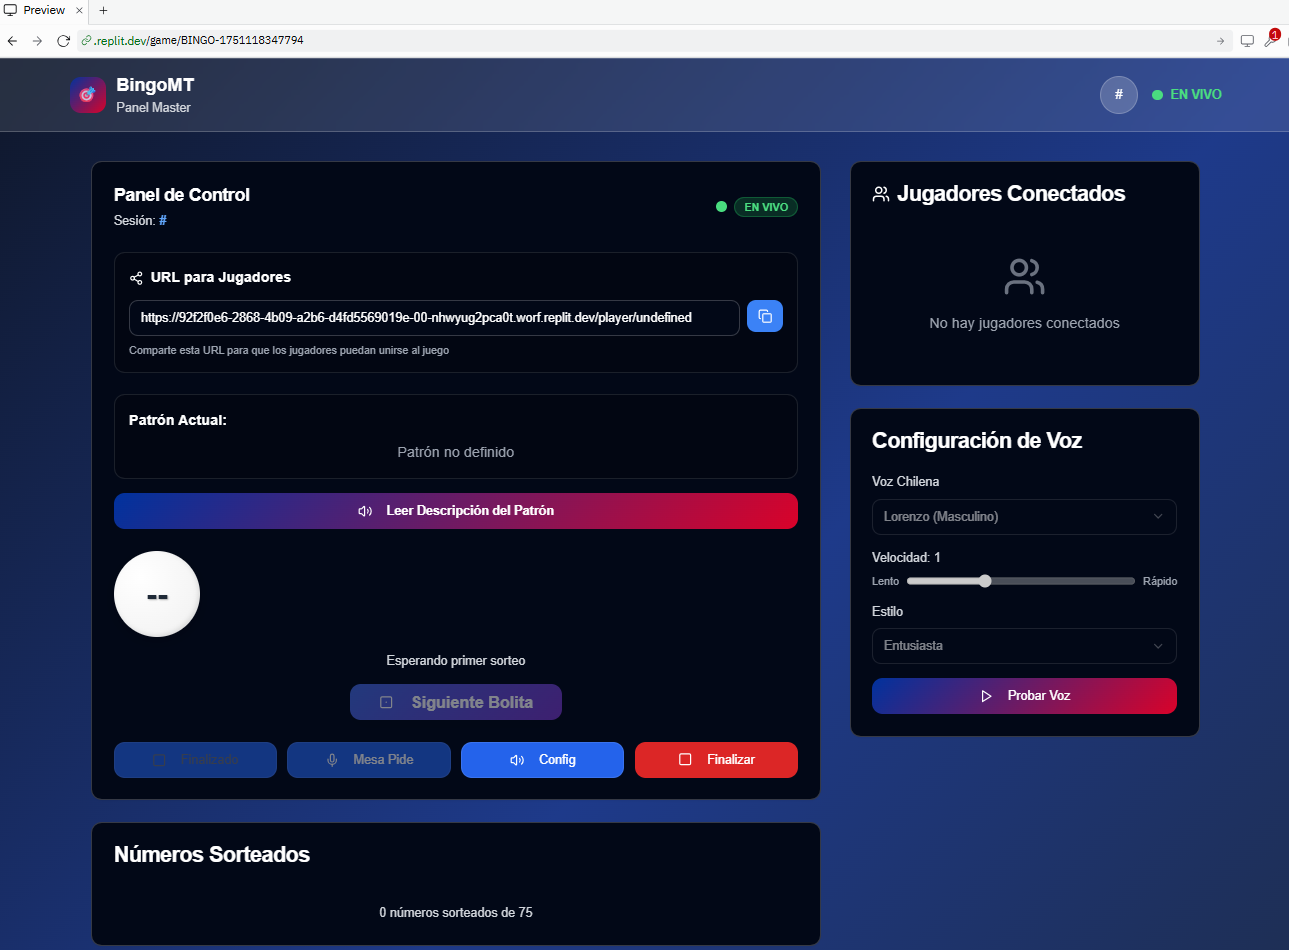 Preview
.replit.dev/game/BINGO-1751118347794
1
BingoMT
Panel Master
#
EN VIVO
Panel de Control
Sesión: #
EN VIVO
URL para Jugadores
https://92f2f0e6-2868-4b09-a2b6-d4fd5569019e-00-nhwyug2pca0t.worf.replit.dev/player/undefined
Comparte esta URL para que los jugadores puedan unirse al juego
Patrón Actual:
Patrón no definido
Leer Descripción del Patrón
--
Esperando primer sorteo
Siguiente Bolita
Finalizado
Mesa Pide
Config
Finalizar
Números Sorteados
0 números sorteados de 75
Jugadores Conectados
No hay jugadores conectados
Configuración de Voz
Voz Chilena
Lorenzo (Masculino)
Velocidad: 1
Lento
Rápido
Estilo
Entusiasta
Probar Voz